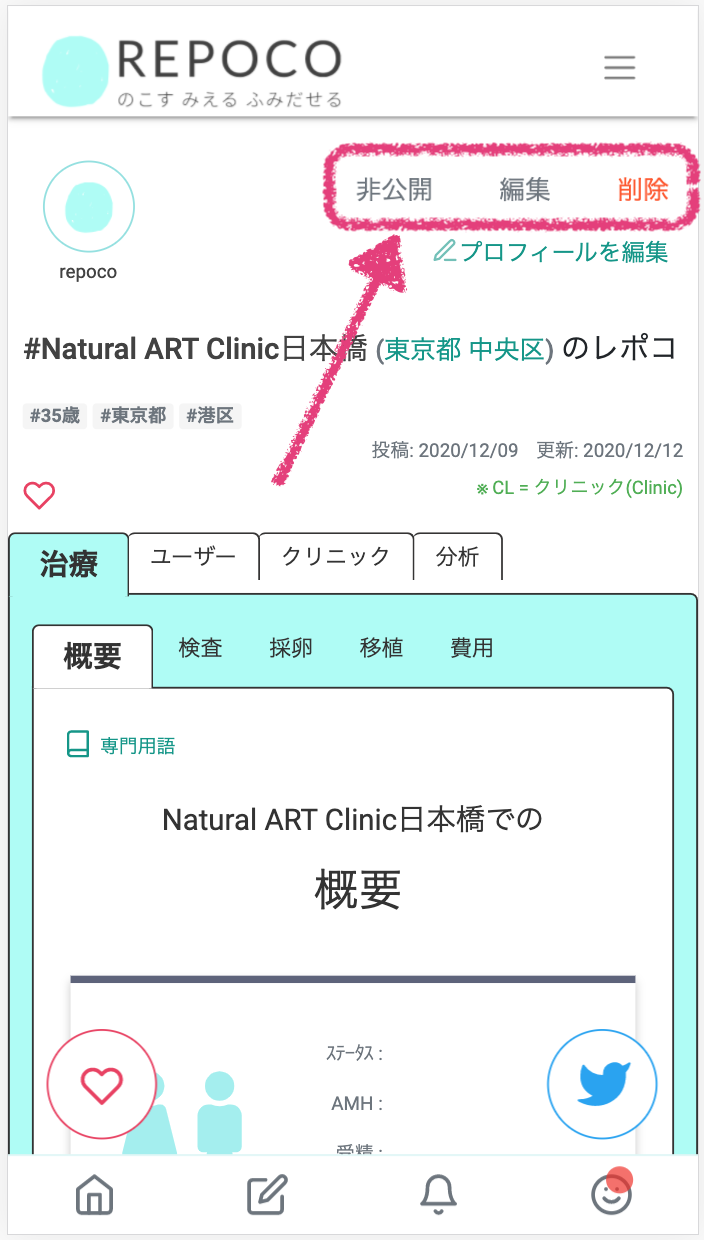 REPOCO
のこす みえる ふみだせる
非公開 編集 削除
プロフィールを編集
repoco
#Natural ART Clinic日本橋 (東京都 中央区) のレポコ
#35歳 #東京都 #港区
投稿: 2020/12/09 更新: 2020/12/12
※ CL = クリニック(Clinic)
治療 ユーザー クリニック 分析
概要 検査 採卵 移植 費用
専門用語
Natural ART Clinic日本橋での
概要
ｽﾃｰﾀｽ :
AMH :
受精 :